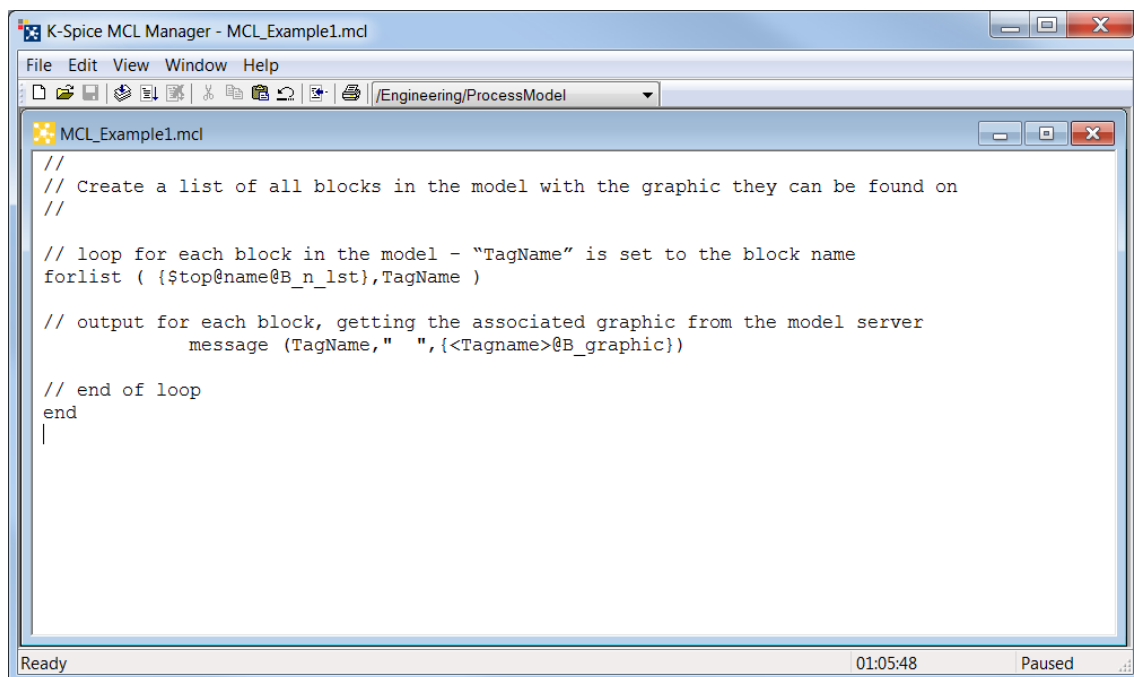 K-Spice MCL Manager - MCL_Example1.mcl
File Edit View Window Help
/Engineering/ProcessModel
MCL_Example1.mcl
//
// Create a list of all blocks in the model with the graphic they can be found on
//
// loop for each block in the model – “TagName” is set to the block name
forlist ( {$top@name@B_n_lst},TagName )
// output for each block, getting the associated graphic from the model server
message (TagName,"  ",{<Tagname>@B_graphic})
// end of loop
end
Ready 01:05:48 Paused